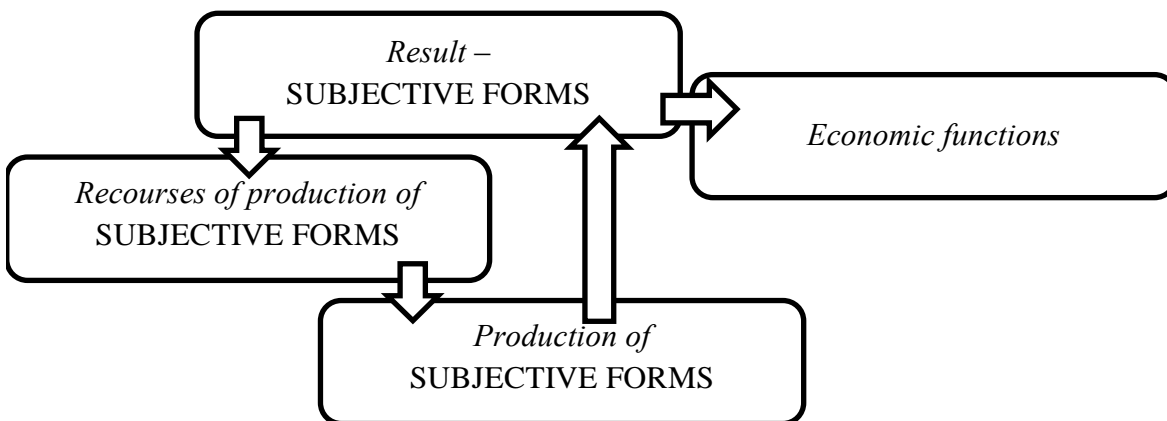 Result –
SUBJECTIVE FORMS
Economic functions
Recourses of production of
SUBJECTIVE FORMS
Production of
SUBJECTIVE FORMS